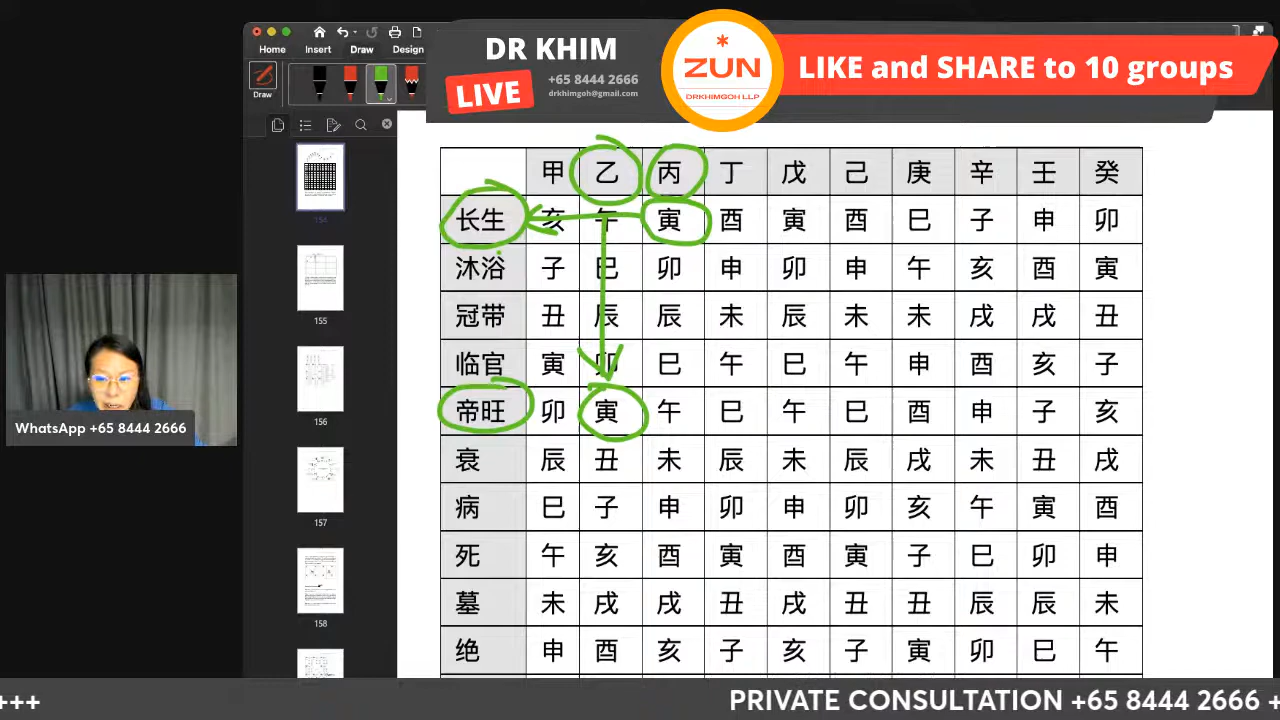 Home Insert Draw Design
DR KHIM
LIVE
+65 8444 2666
drkhimgoh@gmail.com
ZUN
DRKHIMGOH LLP
LIKE and SHARE to 10 groups
Draw
甲 乙 丙 丁 戊 己 庚 辛 壬 癸
长生 亥 午 寅 酉 寅 酉 巳 子 申 卯
沐浴 子 巳 卯 申 卯 申 午 亥 酉 寅
冠带 丑 辰 辰 未 辰 未 未 戌 戌 丑
临官 寅 卯 巳 午 巳 午 申 酉 亥 子
帝旺 卯 寅 午 巳 午 巳 酉 申 子 亥
衰 辰 丑 未 辰 未 辰 戌 未 丑 戌
病 巳 子 申 卯 申 卯 亥 午 寅 酉
死 午 亥 酉 寅 酉 寅 子 巳 卯 申
墓 未 戌 戌 丑 戌 丑 丑 辰 辰 未
绝 申 酉 亥 子 亥 子 寅 卯 巳 午
154
155
156
157
158
WhatsApp +65 8444 2666
+++
PRIVATE CONSULTATION +65 8444 2666 +